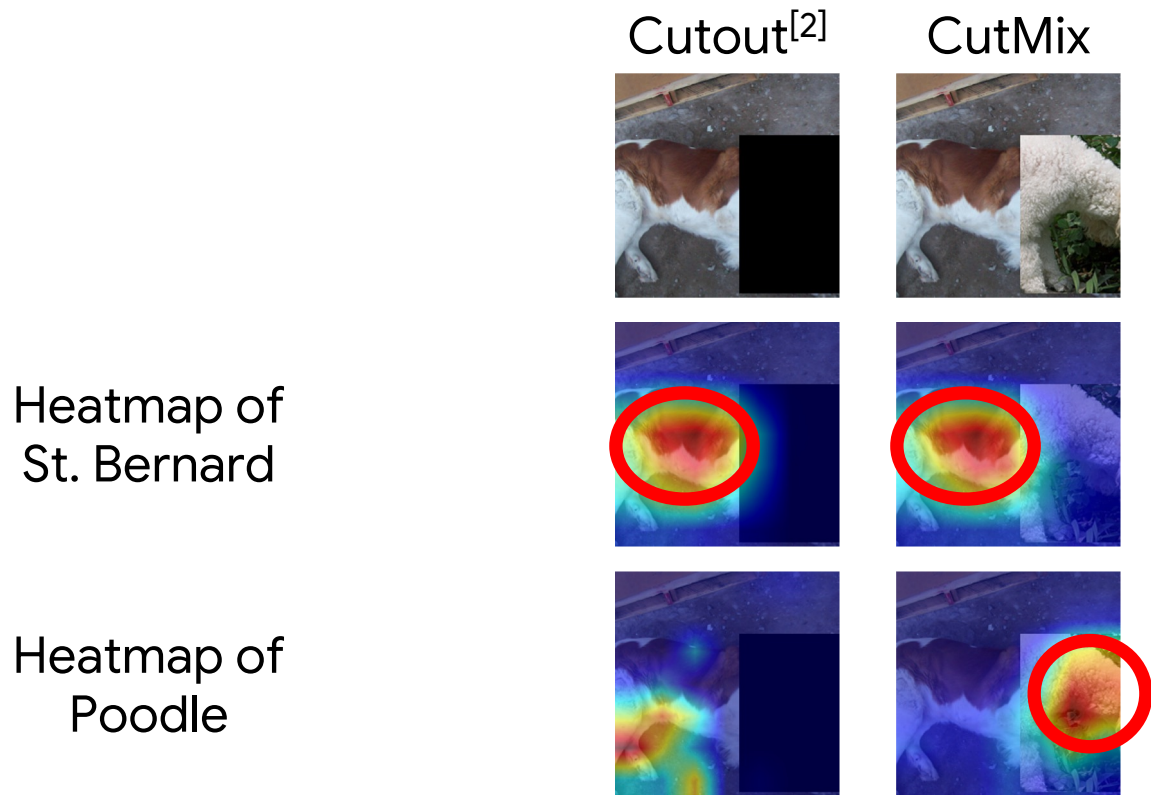 Cutout[2]
CutMix
Heatmap of
St. Bernard
Heatmap of
Poodle